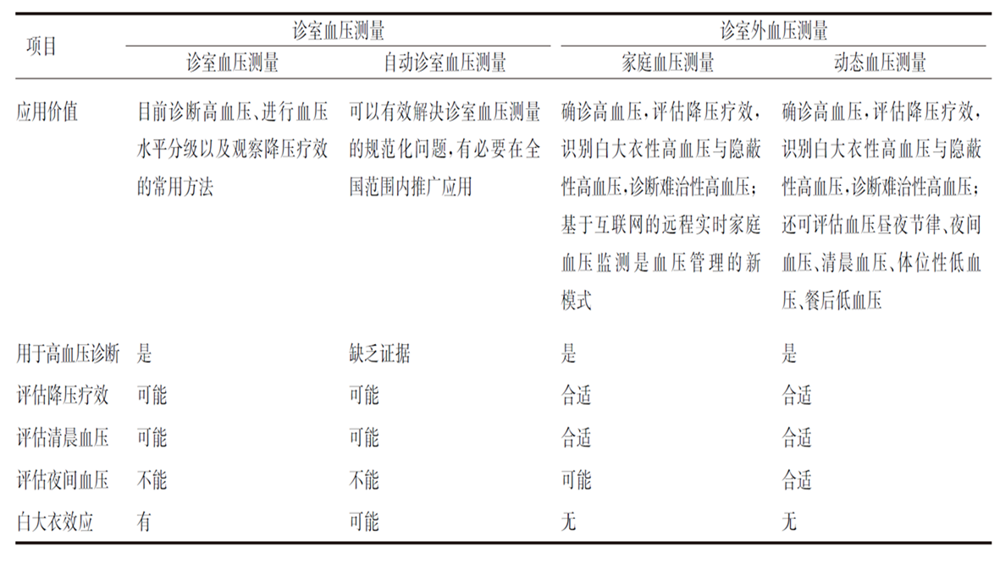 项目
诊室血压测量 诊室外血压测量
诊室血压测量 自动诊室血压测量 家庭血压测量 动态血压测量
应用价值 目前诊断高血压、进行血压 可以有效解决诊室血压测量 确诊高血压，评估降压疗效， 确诊高血压，评估降压疗效，
水平分级以及观察降压疗效 的规范化问题，有必要在全 识别白大衣性高血压与隐蔽 识别白大衣性高血压与隐蔽
的常用方法 国范围内推广应用 性高血压，诊断难治性高血压； 性高血压，诊断难治性高血压；
基于互联网的远程实时家庭 还可评估血压昼夜节律、夜间
血压监测是血压管理的新 血压、清晨血压、体位性低血
模式 压、餐后低血压
用于高血压诊断 是 缺乏证据 是 是
评估降压疗效 可能 可能 合适 合适
评估清晨血压 可能 可能 合适 合适
评估夜间血压 不能 不能 可能 合适
白大衣效应 有 可能 无 无